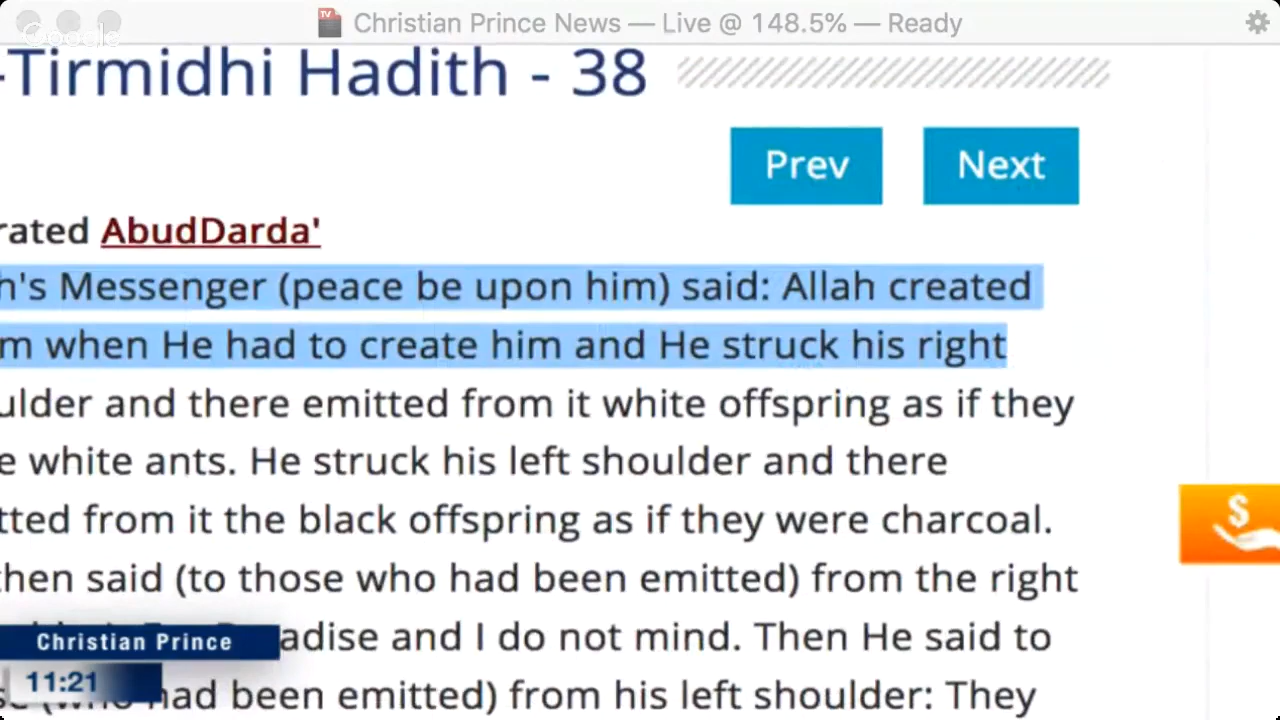 Christian Prince News — Live @ 148.5% — Ready
Google
-Tirmidhi Hadith - 38
Prev Next
rated AbudDarda'
h's Messenger (peace be upon him) said: Allah created
m when He had to create him and He struck his right
ulder and there emitted from it white offspring as if they
e white ants. He struck his left shoulder and there
tted from it the black offspring as if they were charcoal.
then said (to those who had been emitted) from the right
adise and I do not mind. Then He said to
Christian Prince
had been emitted) from his left shoulder: They
11:21